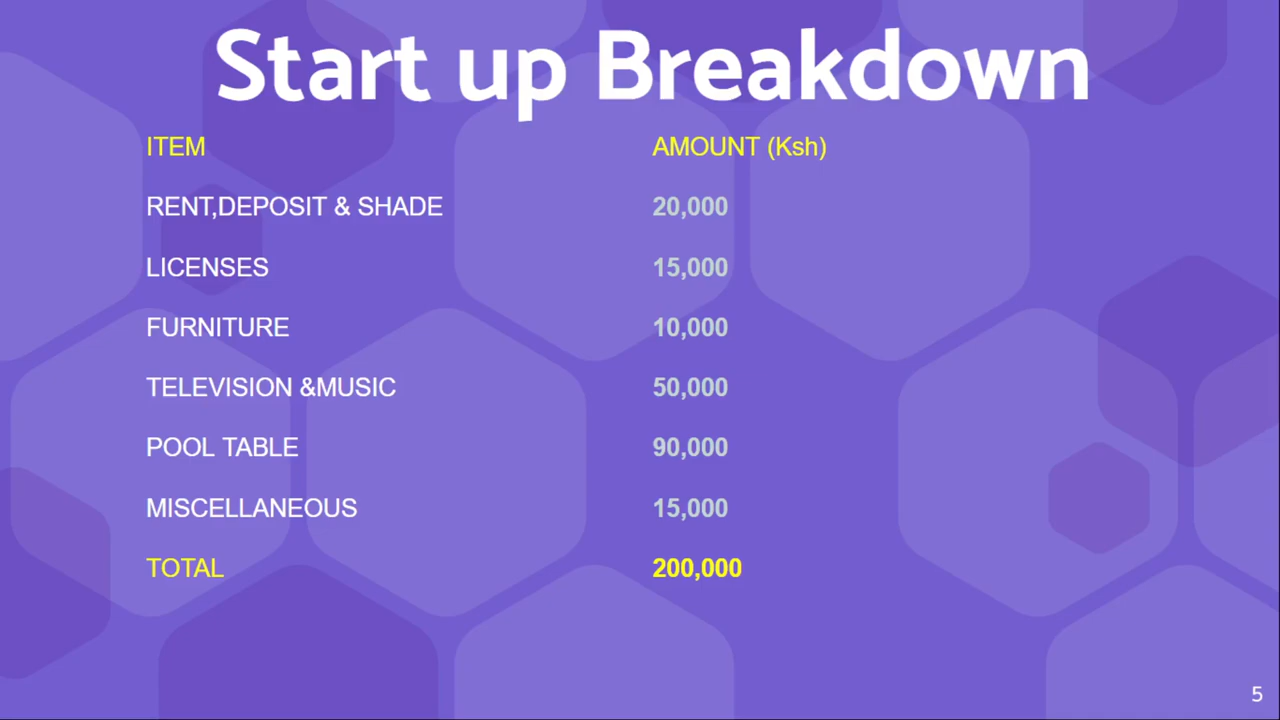 Start up Breakdown
ITEM AMOUNT (Ksh)
RENT,DEPOSIT & SHADE 20,000
LICENSES 15,000
FURNITURE 10,000
TELEVISION &MUSIC 50,000
POOL TABLE 90,000
MISCELLANEOUS 15,000
TOTAL 200,000
5